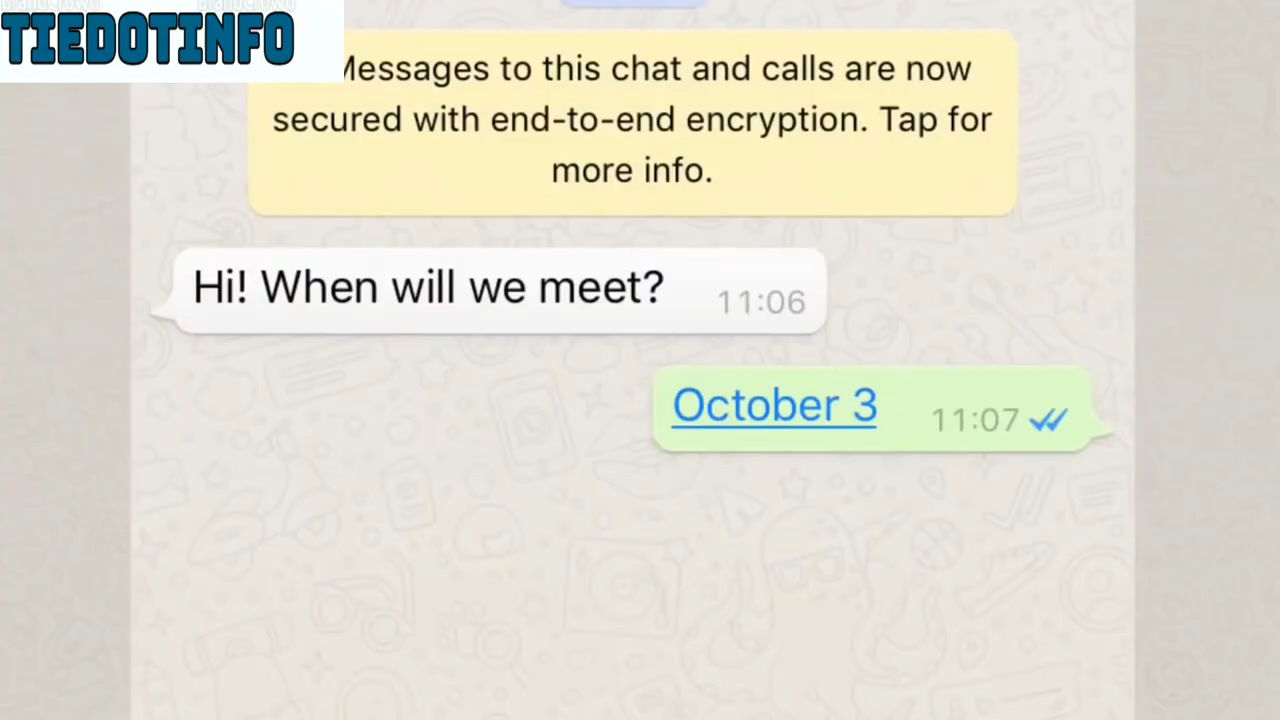 TIEDOTINFO
Messages to this chat and calls are now
secured with end-to-end encryption. Tap for
more info.
Hi! When will we meet?
11:06
October 3
11:07